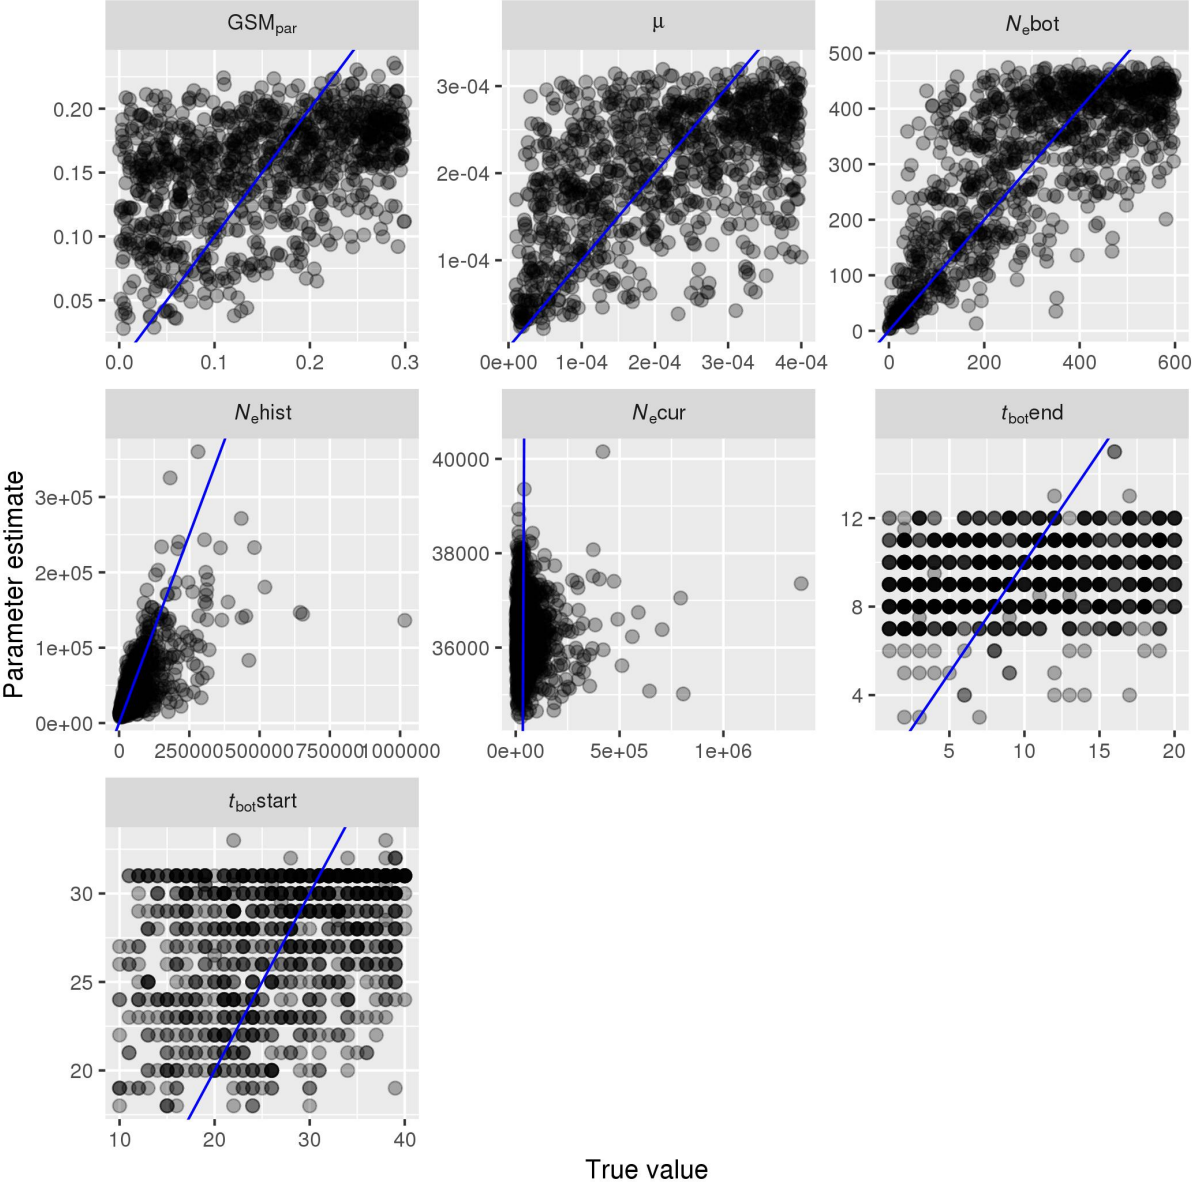 GSMpar μ Nebot
0.20 3e-04 500
0.15 2e-04 400
0.10 1e-04 300
0.05 200
100
0
0.0 0.1 0.2 0.3 0e+00 1e-04 2e-04 3e-04 4e-04 0 200 400 600
Nehist Necur tbotend
Parameter estimate
3e+05 40000 12
2e+05 38000 8
1e+05 36000 4
0e+00
0 250000 500000 750000 1000000 0e+00 5e+05 1e+06 5 10 15 20
tbotstart
30
25
20
10 20 30 40
True value